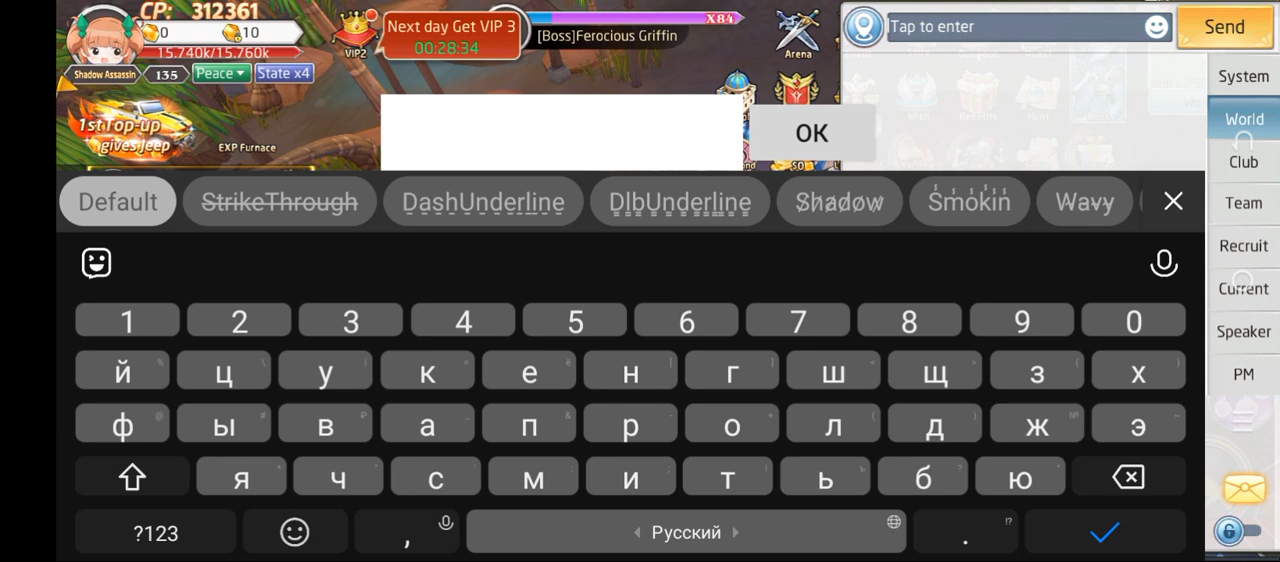 CP: 312361
0
10
15.740k/15.760k
Shadow Assassin
135
Peace
State x4
VIP2
Next day Get VIP 3
00:28:34
X84
[Boss]Ferocious Griffin
Arena
Tap to enter
Send
System
World
Club
Team
Recruit
Current
Speaker
PM
1st Top-up
gives Jeep
EXP Furnace
OK
Default
StrikeThrough
DashUnderline
DlbUnderline
Shadow
Smokin
Wavy
1 2 3 4 5 6 7 8 9 0
й ц у к е н г ш щ з х
ф ы в а п р о л д ж э
я ч с м и т ь б ю
?123
,
Русский
.
!?